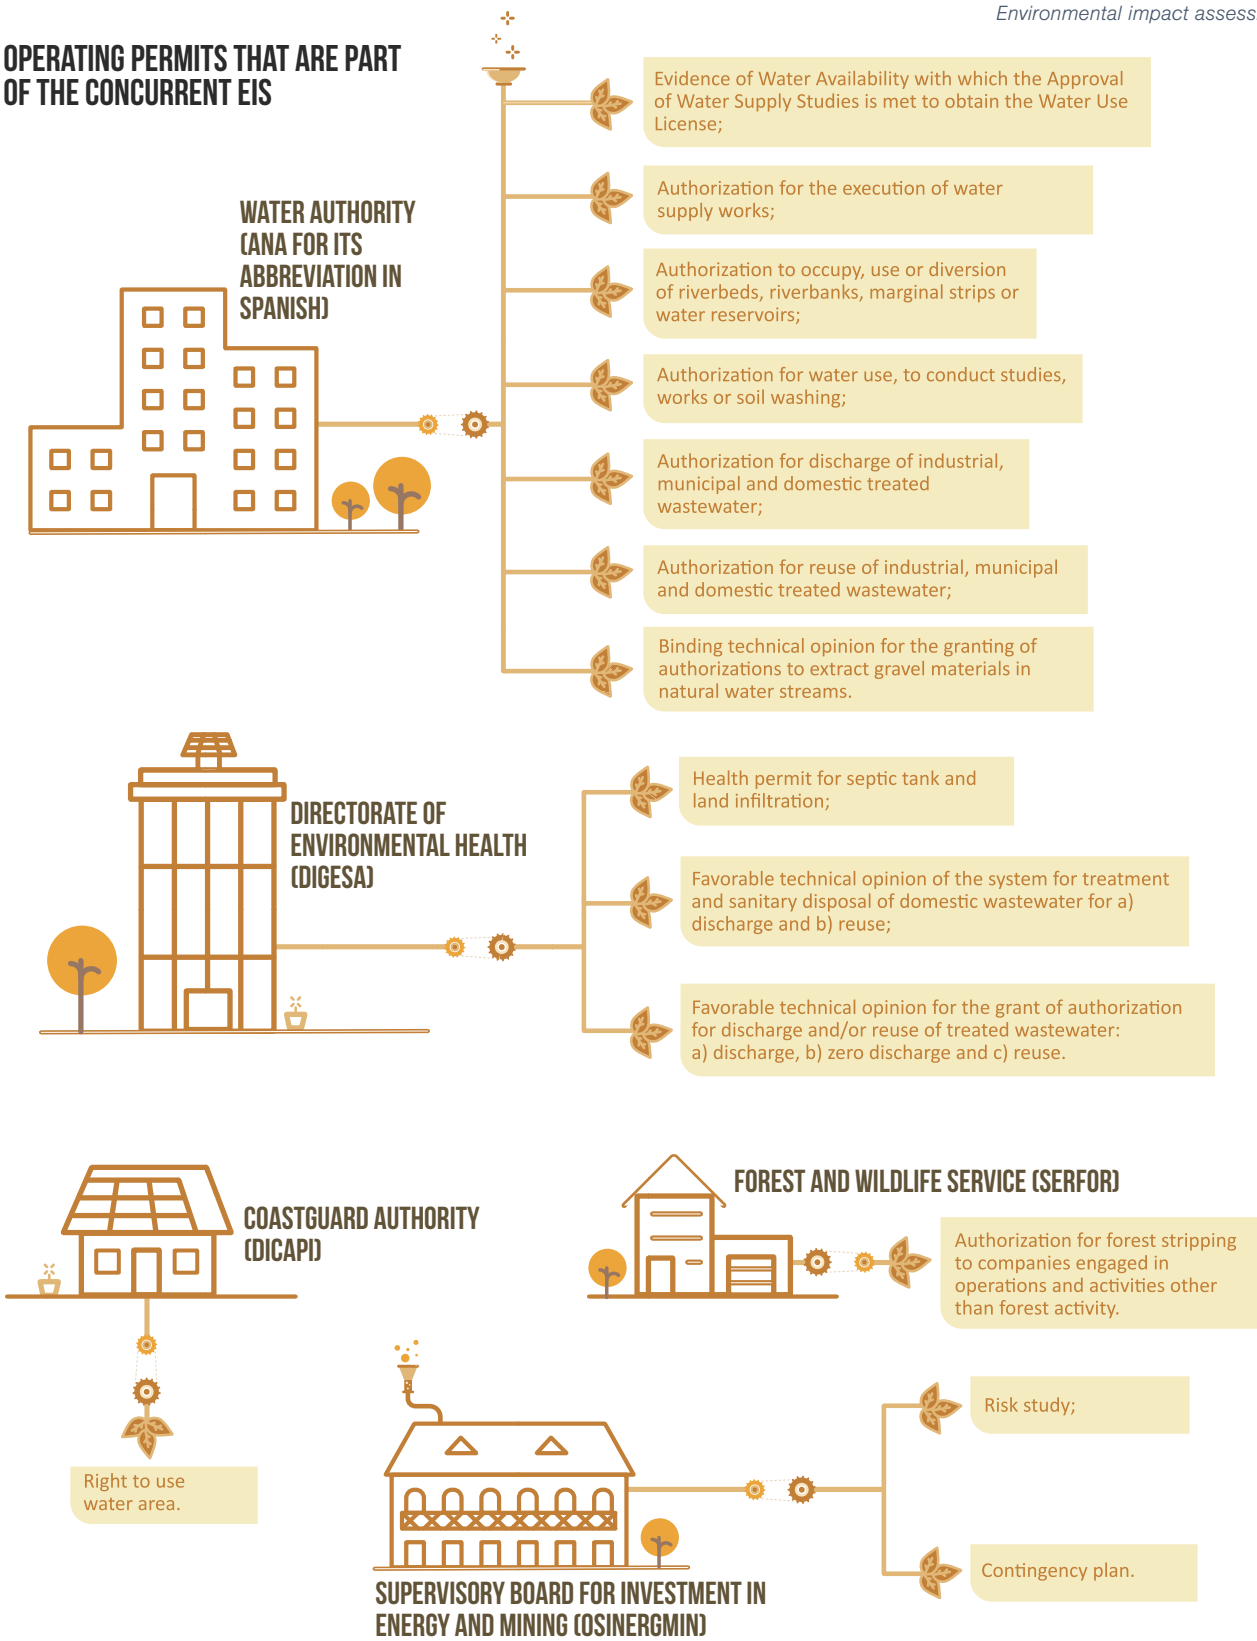 Environmental impact assess
OPERATING PERMITS THAT ARE PART
OF THE CONCURRENT EIS
WATER AUTHORITY
(ANA FOR ITS
ABBREVIATION IN
SPANISH)
Evidence of Water Availability with which the Approval
of Water Supply Studies is met to obtain the Water Use
License;
Authorization for the execution of water
supply works;
Authorization to occupy, use or diversion
of riverbeds, riverbanks, marginal strips or
water reservoirs;
Authorization for water use, to conduct studies,
works or soil washing;
Authorization for discharge of industrial,
municipal and domestic treated
wastewater;
Authorization for reuse of industrial, municipal
and domestic treated wastewater;
Binding technical opinion for the granting of
authorizations to extract gravel materials in
natural water streams.
DIRECTORATE OF
ENVIRONMENTAL HEALTH
(DIGESA)
Health permit for septic tank and
land infiltration;
Favorable technical opinion of the system for treatment
and sanitary disposal of domestic wastewater for a)
discharge and b) reuse;
Favorable technical opinion for the grant of authorization
for discharge and/or reuse of treated wastewater:
a) discharge, b) zero discharge and c) reuse.
COASTGUARD AUTHORITY
(DICAPI)
Right to use
water area.
FOREST AND WILDLIFE SERVICE (SERFOR)
Authorization for forest stripping
to companies engaged in
operations and activities other
than forest activity.
SUPERVISORY BOARD FOR INVESTMENT IN
ENERGY AND MINING (OSINERGMIN)
Risk study;
Contingency plan.